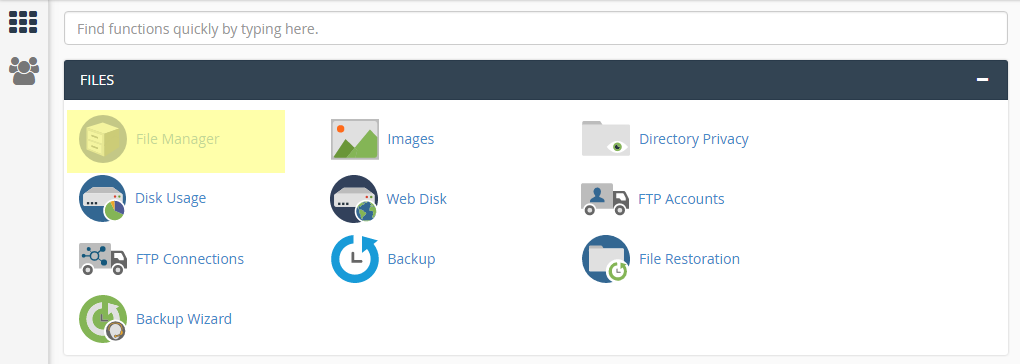 Find functions quickly by typing here.
FILES
File Manager
Images
Directory Privacy
Disk Usage
Web Disk
FTP Accounts
FTP Connections
Backup
File Restoration
Backup Wizard